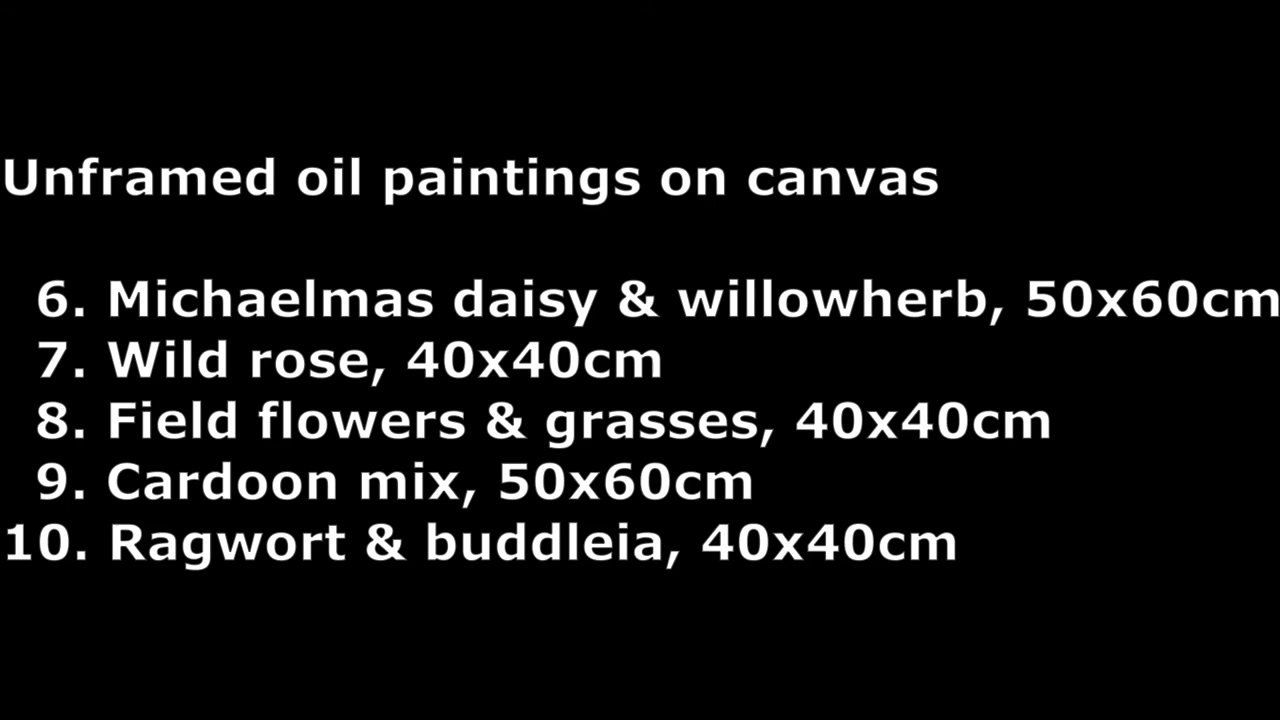 Unframed oil paintings on canvas
6. Michaelmas daisy & willowherb, 50x60cm
7. Wild rose, 40x40cm
8. Field flowers & grasses, 40x40cm
9. Cardoon mix, 50x60cm
10. Ragwort & buddleia, 40x40cm